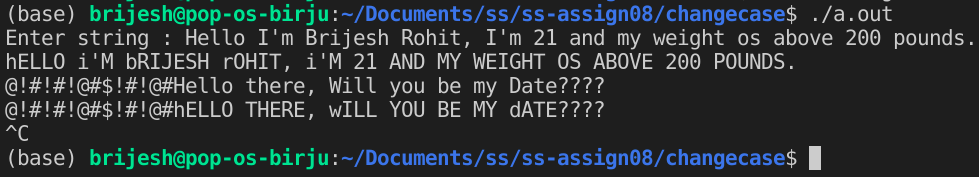 (base) brijesh@pop-os-birju:~/Documents/ss/ss-assign08/changecase$ ./a.out
Enter string : Hello I'm Brijesh Rohit, I'm 21 and my weight os above 200 pounds.
hELLO i'M bRIJESH rOHIT, i'M 21 AND MY WEIGHT OS ABOVE 200 POUNDS.
@!#!#!@#$!#!@#Hello there, Will you be my Date????
@!#!#!@#$!#!@#hELLO THERE, wILL YOU BE MY dATE????
^C
(base) brijesh@pop-os-birju:~/Documents/ss/ss-assign08/changecase$